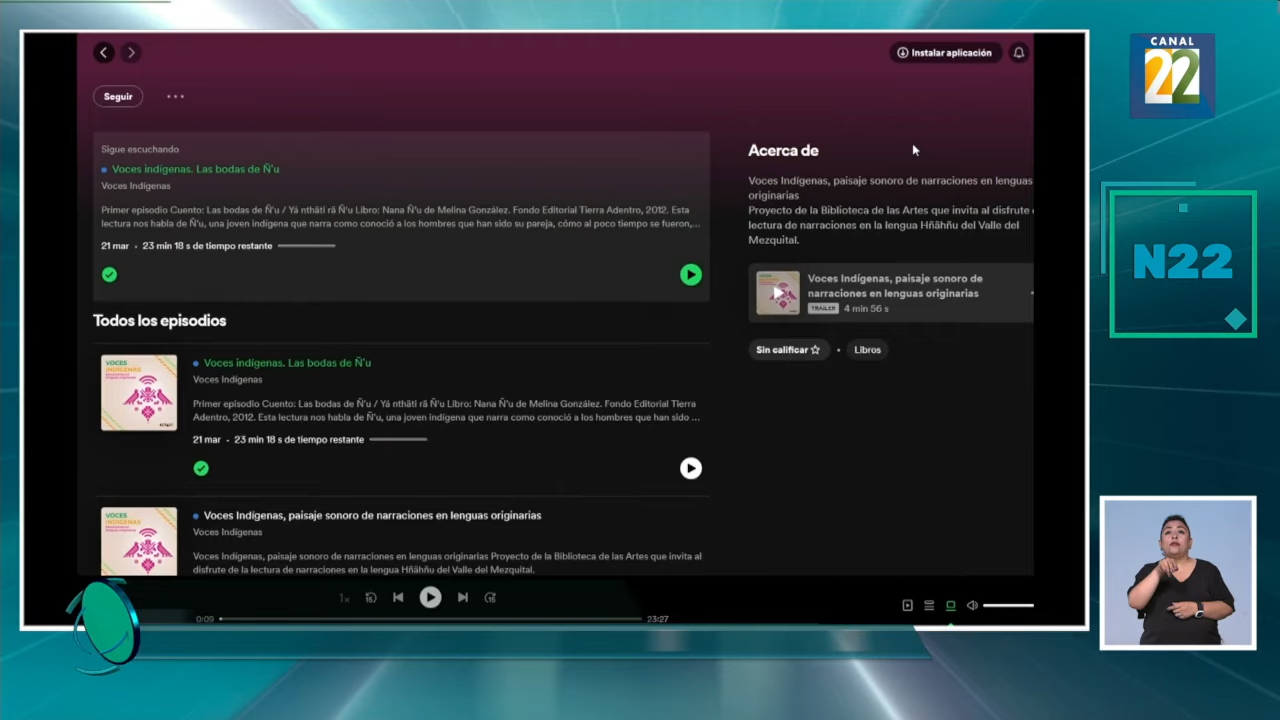 CANAL
22
Instalar aplicación
Seguir
Sigue escuchando
Voces indígenas. Las bodas de Ñ'u
Voces Indígenas
Primer episodio Cuento: Las bodas de Ñ'u / Yá nthäti rä Ñ'u Libro: Nana Ñ'u de Melina González. Fondo Editorial Tierra Adentro, 2012. Esta
lectura nos habla de Ñ'u, una joven indígena que narra como conoció a los hombres que han sido su pareja, cómo al poco tiempo se fueron,...
21 mar • 23 min 18 s de tiempo restante
Acerca de
Voces Indígenas, paisaje sonoro de narraciones en lenguas
originarias
Proyecto de la Biblioteca de las Artes que invita al disfrute
lectura de narraciones en la lengua Hñähñu del Valle del
Mezquital.
Voces Indígenas, paisaje sonoro de
narraciones en lenguas originarias
TRAILER 4 min 56 s
Sin calificar • Libros
N22
Todos los episodios
VOCES
INDÍGENAS
Voces indígenas. Las bodas de Ñ'u
Voces Indígenas
Primer episodio Cuento: Las bodas de Ñ'u / Yá nthäti rä Ñ'u Libro: Nana Ñ'u de Melina González. Fondo Editorial Tierra
Adentro, 2012. Esta lectura nos habla de Ñ'u, una joven indígena que narra como conoció a los hombres que han sido ...
21 mar • 23 min 18 s de tiempo restante
VOCES
INDÍGENAS
Voces Indígenas, paisaje sonoro de narraciones en lenguas originarias
Voces Indígenas
Voces Indígenas, paisaje sonoro de narraciones en lenguas originarias Proyecto de la Biblioteca de las Artes que invita al
disfrute de la lectura de narraciones en la lengua Hñähñu del Valle del Mezquital.
1x
15
15
0:09
23:27